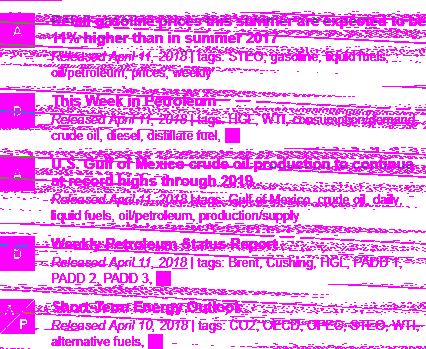 A
Retail gasoline prices this summer are expected to be
11% higher than in summer 2017
Released April 11, 2018 | tags: STEO, gasoline, liquid fuels,
oil/petroleum, prices, weekly
D
This Week in Petroleum
Released April 11, 2018 | tags: HGL, WTI, consumption/demand,
crude oil, diesel, distillate fuel,
A
U.S. Gulf of Mexico crude oil production to continue
at record highs through 2019
Released April 11, 2018 | tags: Gulf of Mexico, crude oil, daily,
liquid fuels, oil/petroleum, production/supply
D
Weekly Petroleum Status Report
Released April 11, 2018 | tags: Brent, Cushing, HGL, PADD 1,
PADD 2, PADD 3,
A
P
Short-Term Energy Outlook
Released April 10, 2018 | tags: CO2, OECD, OPEC, STEO, WTI,
alternative fuels,